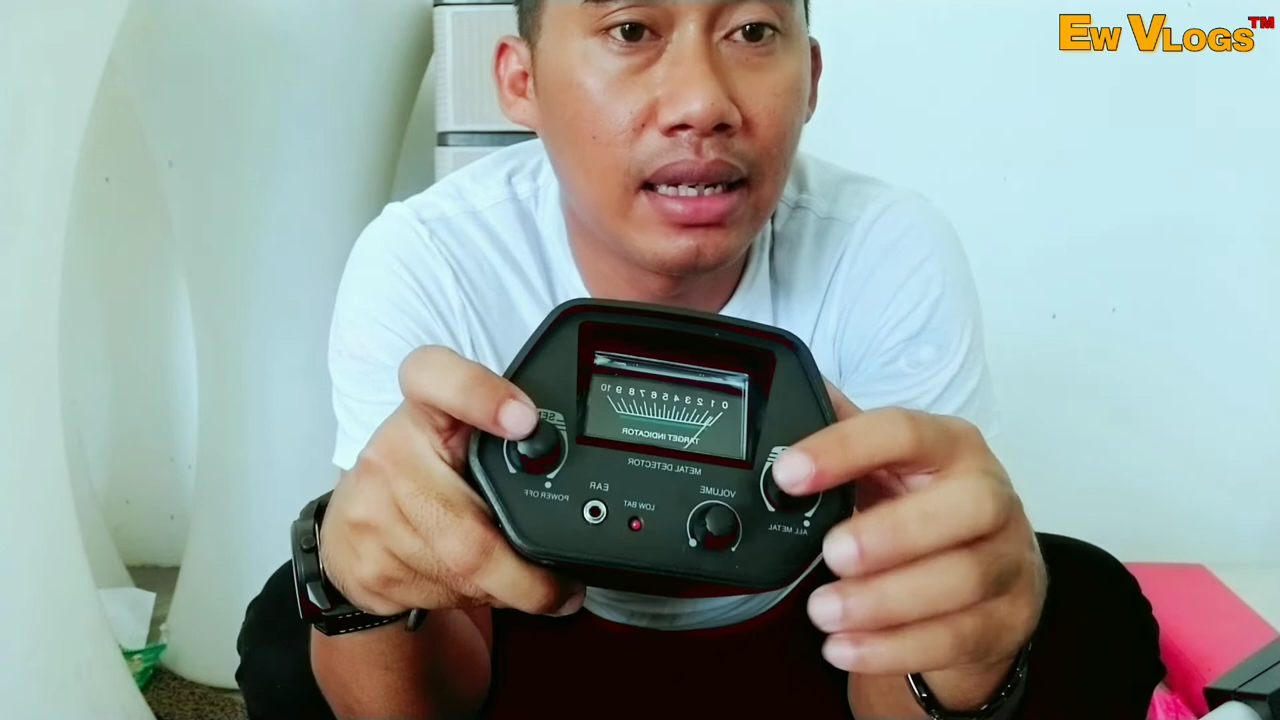 EW VLOGS™
0 1 2 3 4 5 6 7 8 9 10
TARGET INDICATOR
METAL DETECTOR
POWER OFF
EAR
LOW BAT
VOLUME
ALL METAL